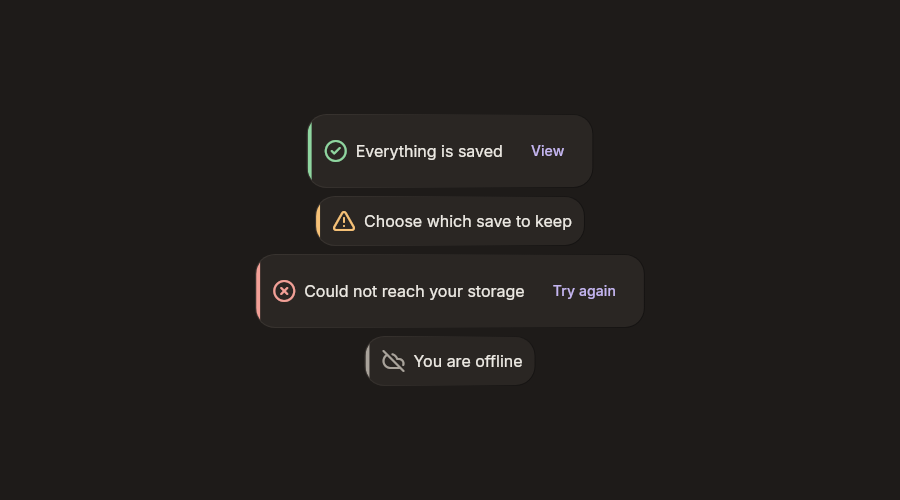 Everything is saved View
Choose which save to keep
Could not reach your storage Try again
You are offline